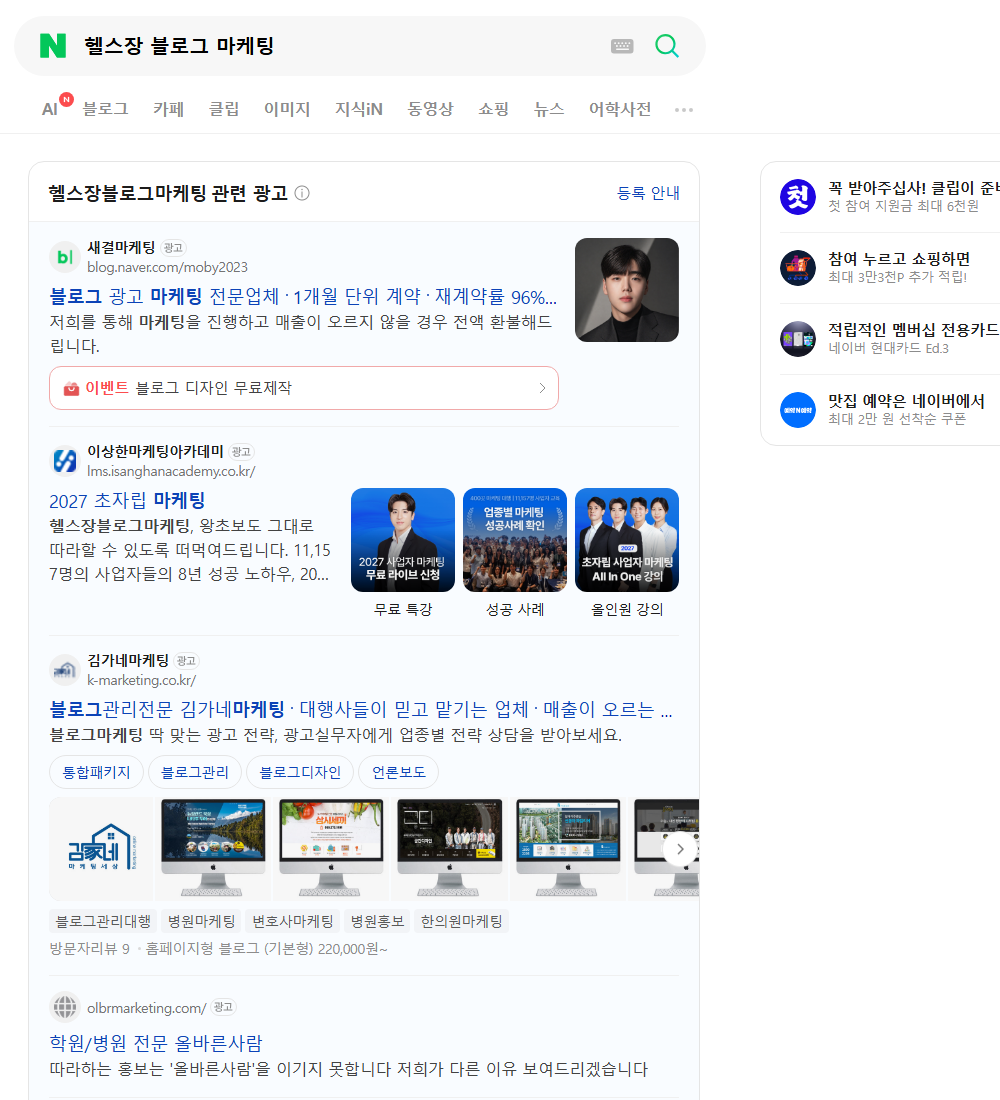 헬스장 블로그 마케팅
AI N 블로그 카페 클립 이미지 지식iN 동영상 쇼핑 뉴스 어학사전
헬스장블로그마케팅 관련 광고
등록 안내
새결마케팅 광고
blog.naver.com/moby2023
블로그 광고 마케팅 전문업체 · 1개월 단위 계약 · 재계약률 96%...
저희를 통해 마케팅을 진행하고 매출이 오르지 않을 경우 전액 환불해드
립니다.
이벤트 블로그 디자인 무료제작
이상한마케팅아카데미 광고
lms.isanghanacademy.co.kr/
2027 초자립 마케팅
헬스장블로그마케팅, 왕초보도 그대로
따라할 수 있도록 떠먹여드립니다. 11,15
7명의 사업자들의 8년 성공 노하우, 20...
2027 사업자 마케팅
무료 라이브 신청
무료 특강
업종별 마케팅
성공사례 확인
성공 사례
2027
초자립 사업자 마케팅
All In One 강의
올인원 강의
김가네마케팅 광고
k-marketing.co.kr/
블로그관리전문 김가네마케팅 · 대행사들이 믿고 맡기는 업체 · 매출이 오르는 ...
블로그마케팅 딱 맞는 광고 전략, 광고실무자에게 업종별 전략 상담을 받아보세요.
통합패키지 블로그관리 블로그디자인 언론보도
마케팅세상
삼시세끼
블로그관리대행 병원마케팅 변호사마케팅 병원홍보 한의원마케팅
방문자리뷰 9 · 홈페이지형 블로그 (기본형) 220,000원~
olbrmarketing.com/ 광고
학원/병원 전문 올바른사람
따라하는 홍보는 '올바른사람'을 이기지 못합니다 저희가 다른 이유 보여드리겠습니다
첫
꼭 받아주십사! 클립이 준비
첫 참여 지원금 최대 6천원
참여 누르고 쇼핑하면
최대 3만3천P 추가 적립!
적립적인 멤버십 전용카드
네이버 현대카드 Ed.3
맛집 예약은 네이버에서
최대 2만 원 선착순 쿠폰